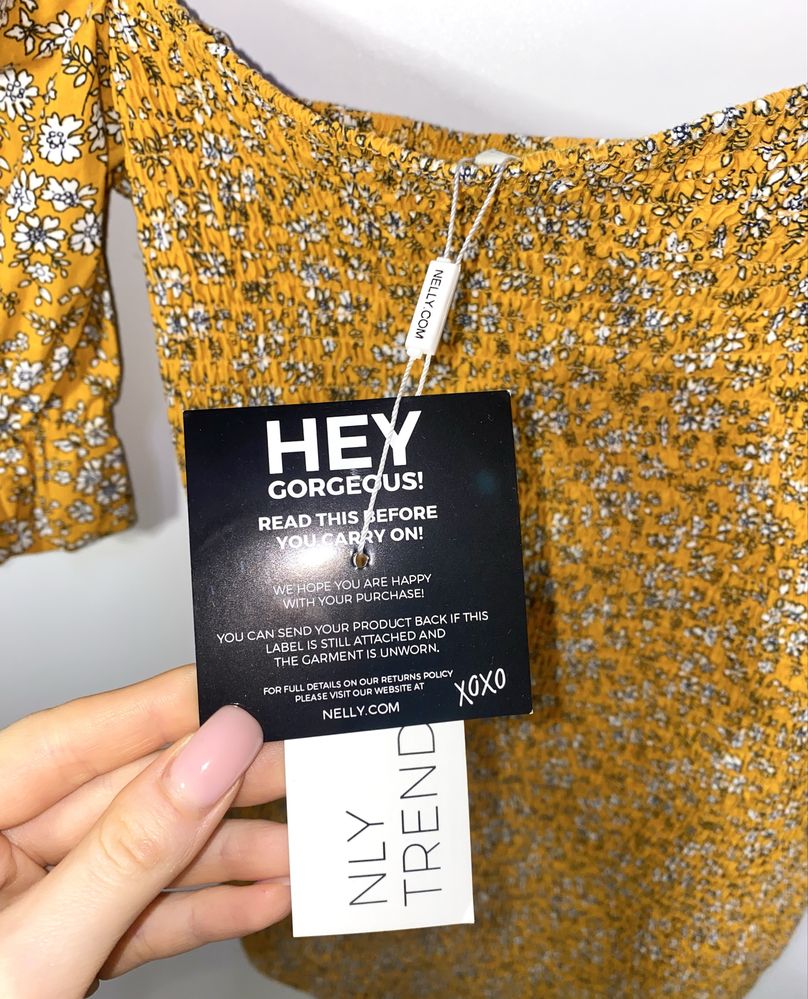 NELLY.COM
HEY
GORGEOUS!
READ THIS BEFORE
YOU CARRY ON!
WE HOPE YOU ARE HAPPY
WITH YOUR PURCHASE!
YOU CAN SEND YOUR PRODUCT BACK IF THIS
LABEL IS STILL ATTACHED AND
THE GARMENT IS UNWORN.
FOR FULL DETAILS ON OUR RETURNS POLICY
PLEASE VISIT OUR WEBSITE AT
NELLY.COM
XOXO
NLY
TREND